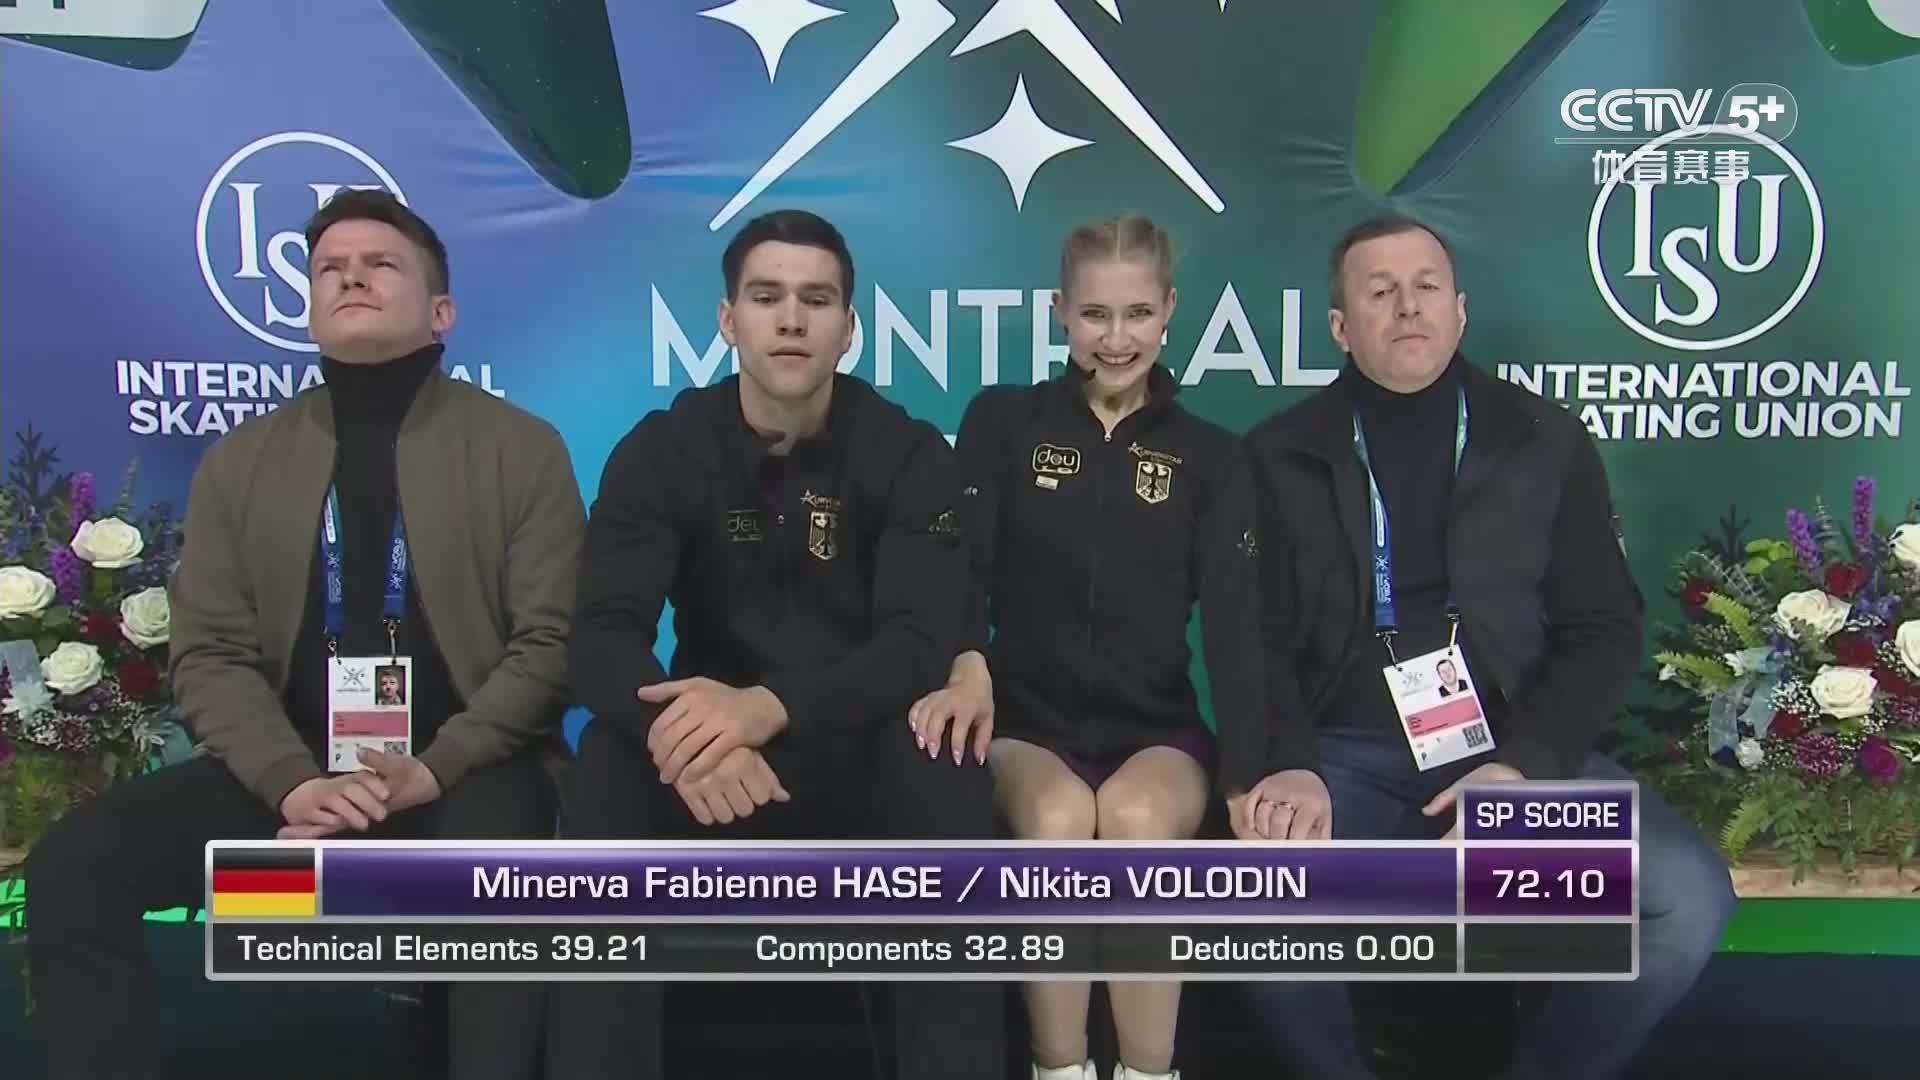 CCTV 5+
体育赛事
ISU
INTERNATIONAL
SKATING UNION
MONTREAL
ISU
INTERNATIONAL
SKATING UNION
deu
deu
P
P
SP SCORE
Minerva Fabienne HASE / Nikita VOLODIN 72.10
Technical Elements 39.21 Components 32.89 Deductions 0.00